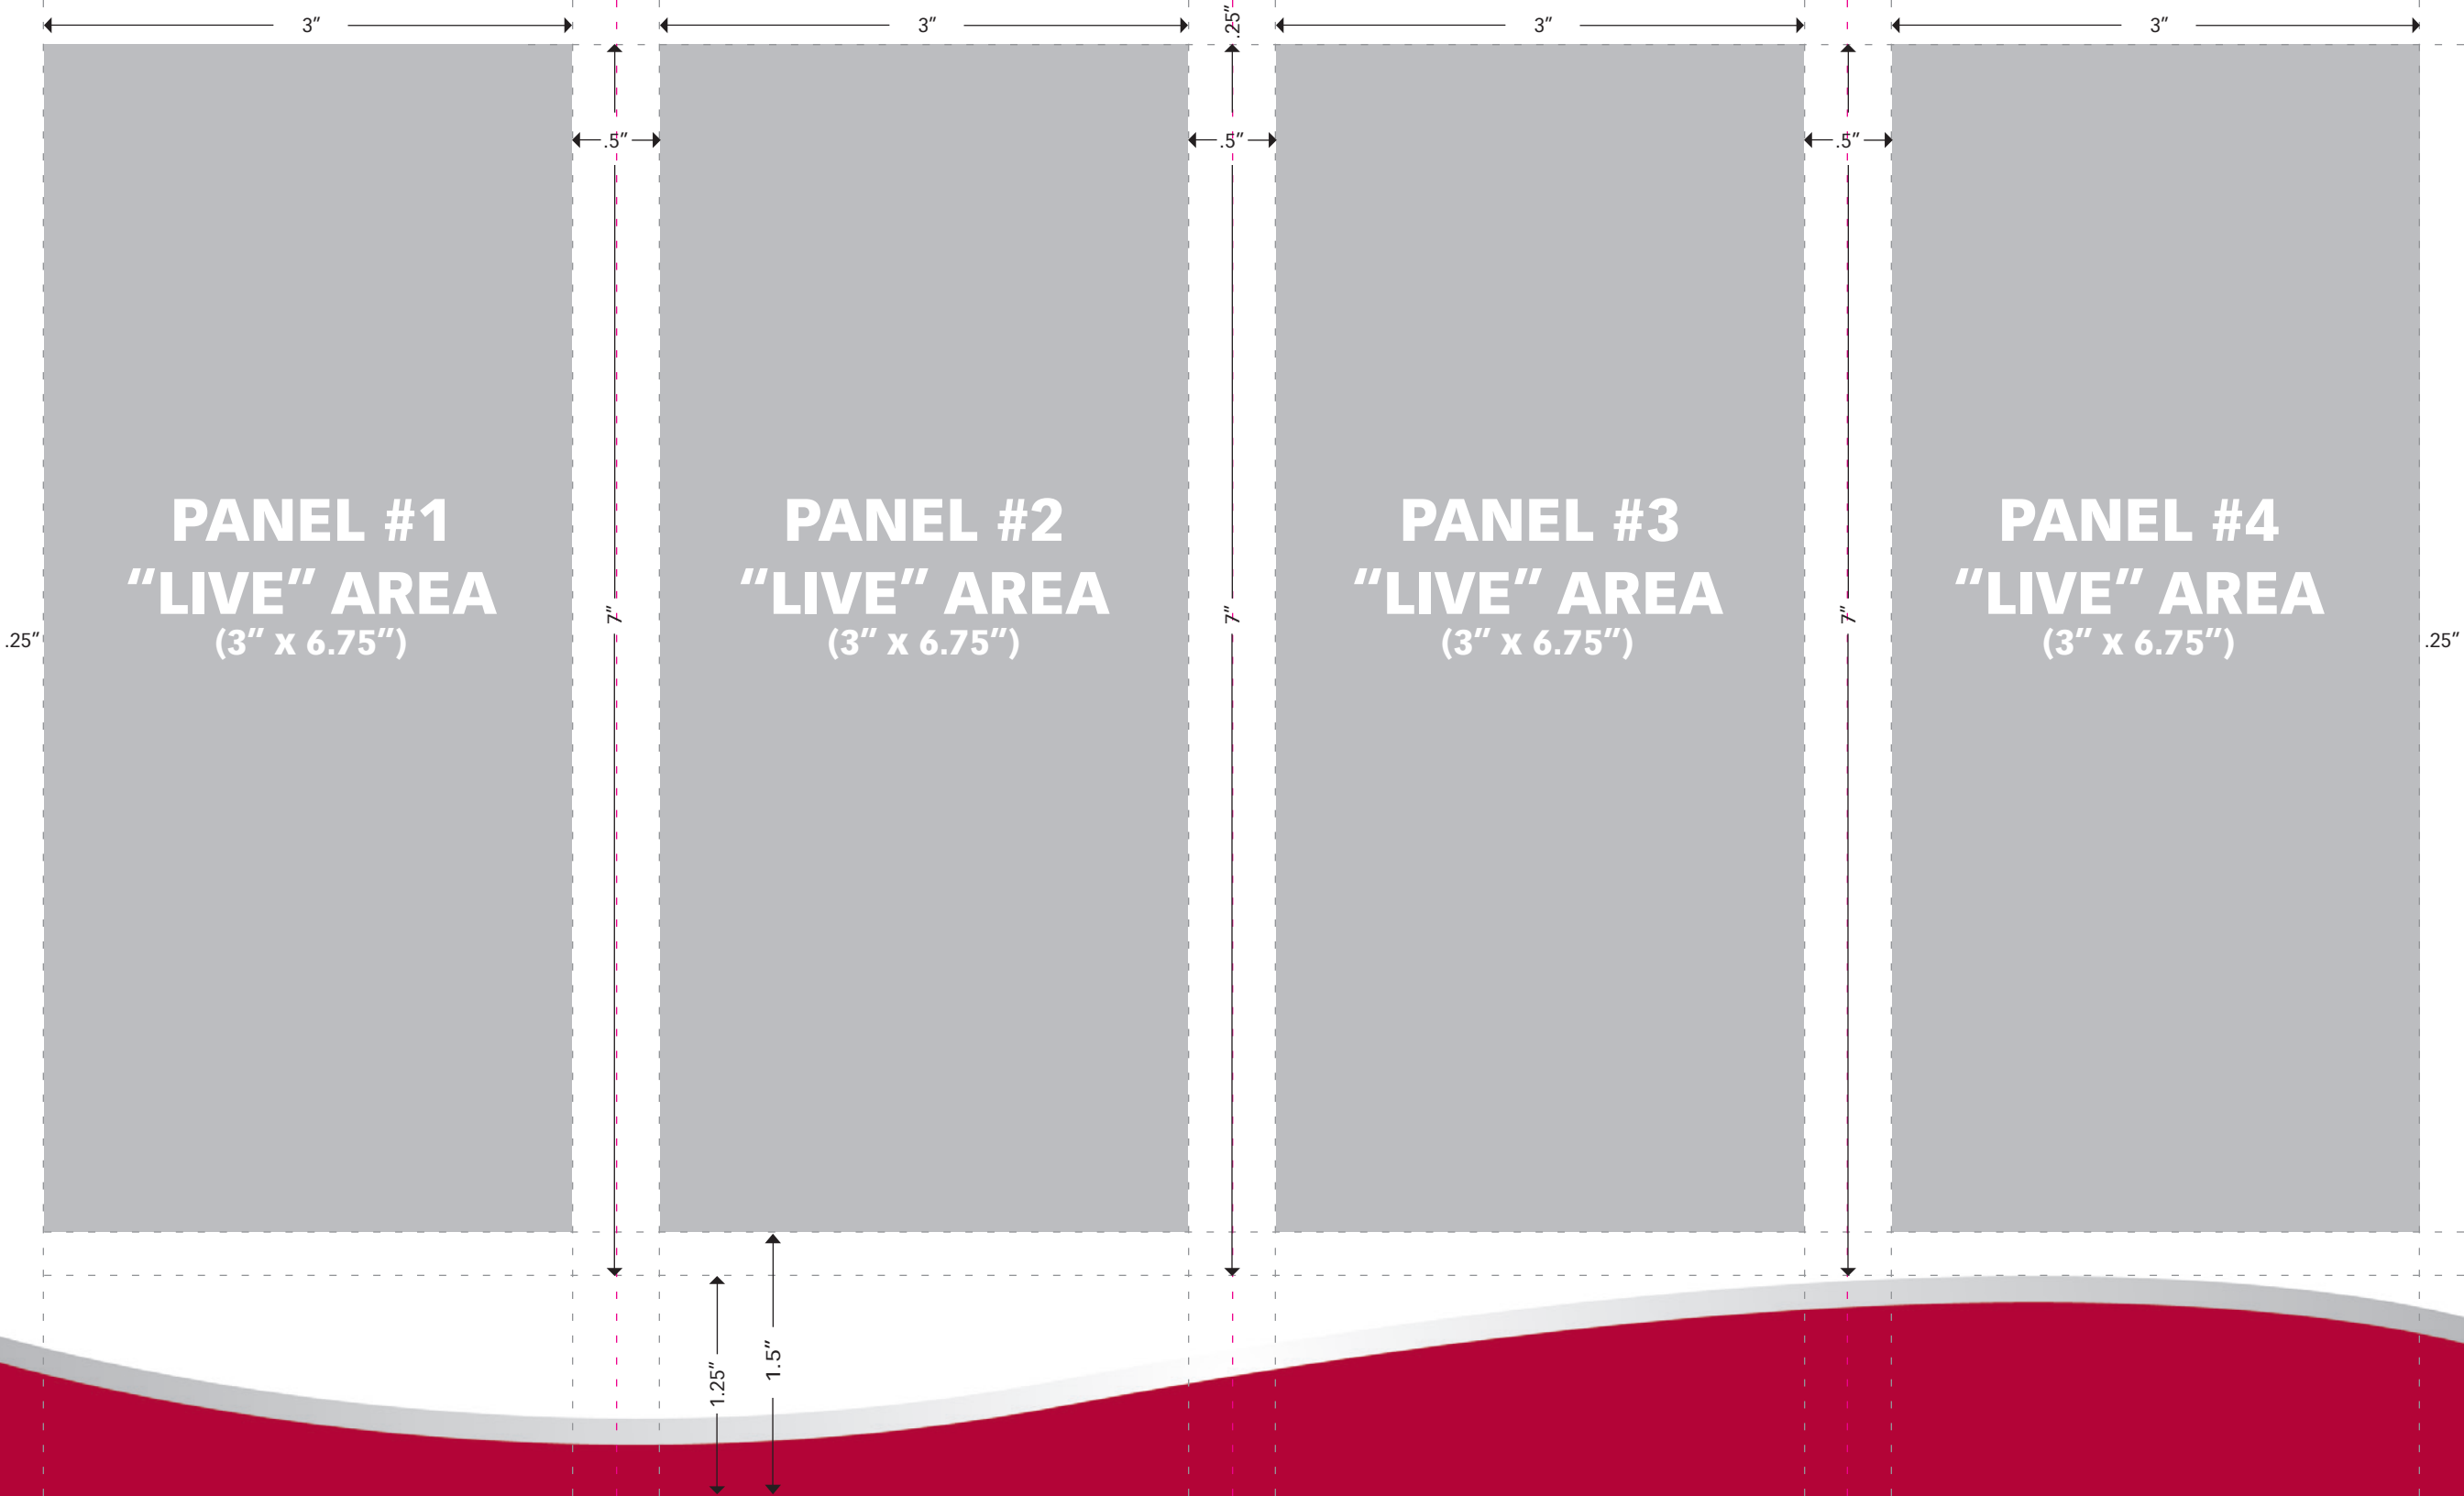 3”
3”
.25”
3”
3”
.5”
.5”
.5”
PANEL #1
“LIVE” AREA
(3” x 6.75”)
PANEL #2
“LIVE” AREA
(3” x 6.75”)
PANEL #3
“LIVE” AREA
(3” x 6.75”)
PANEL #4
“LIVE” AREA
(3” x 6.75”)
.25”
7”
7”
7”
.25”
1.25”
1.5”